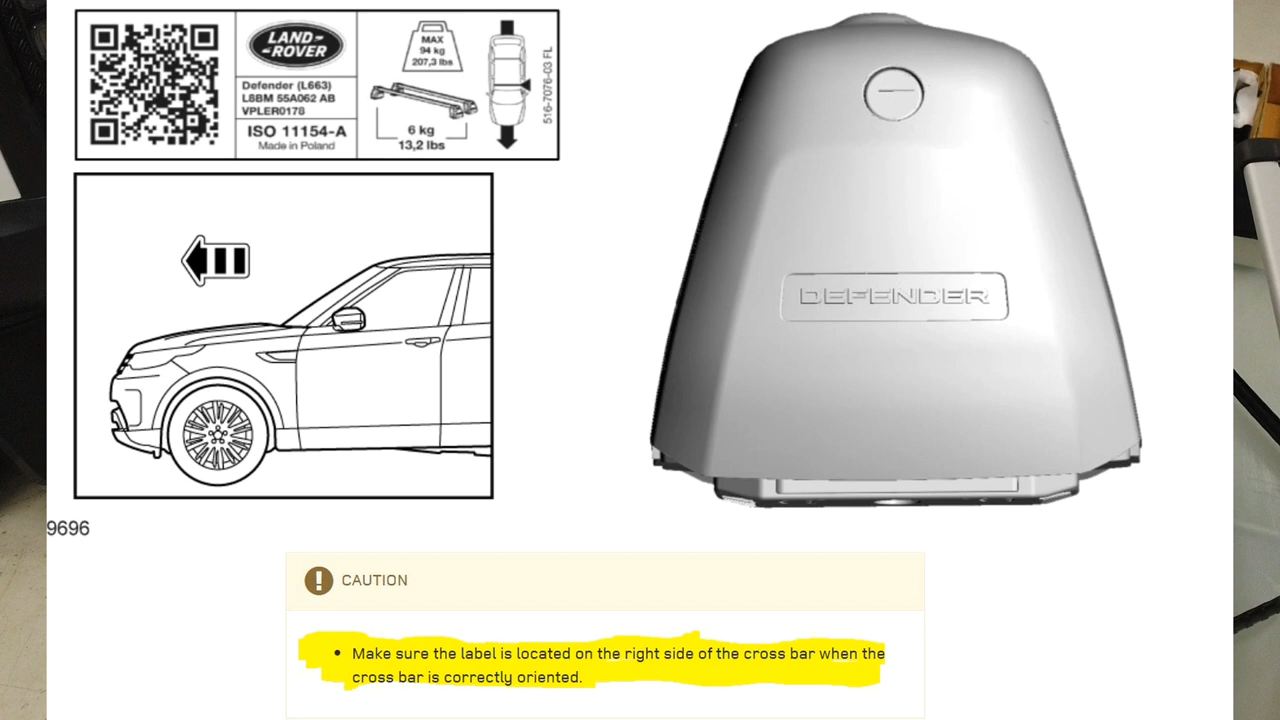 LAND-
-ROVER
Defender (L663)
L8BM 55A062 AB
VPLER0178
ISO 11154-A
Made in Poland
MAX
94 kg
207,3 lbs
6 kg
13,2 lbs
516-7076-03 FL
DEFENDER
9696
CAUTION
• Make sure the label is located on the right side of the cross bar when the
cross bar is correctly oriented.